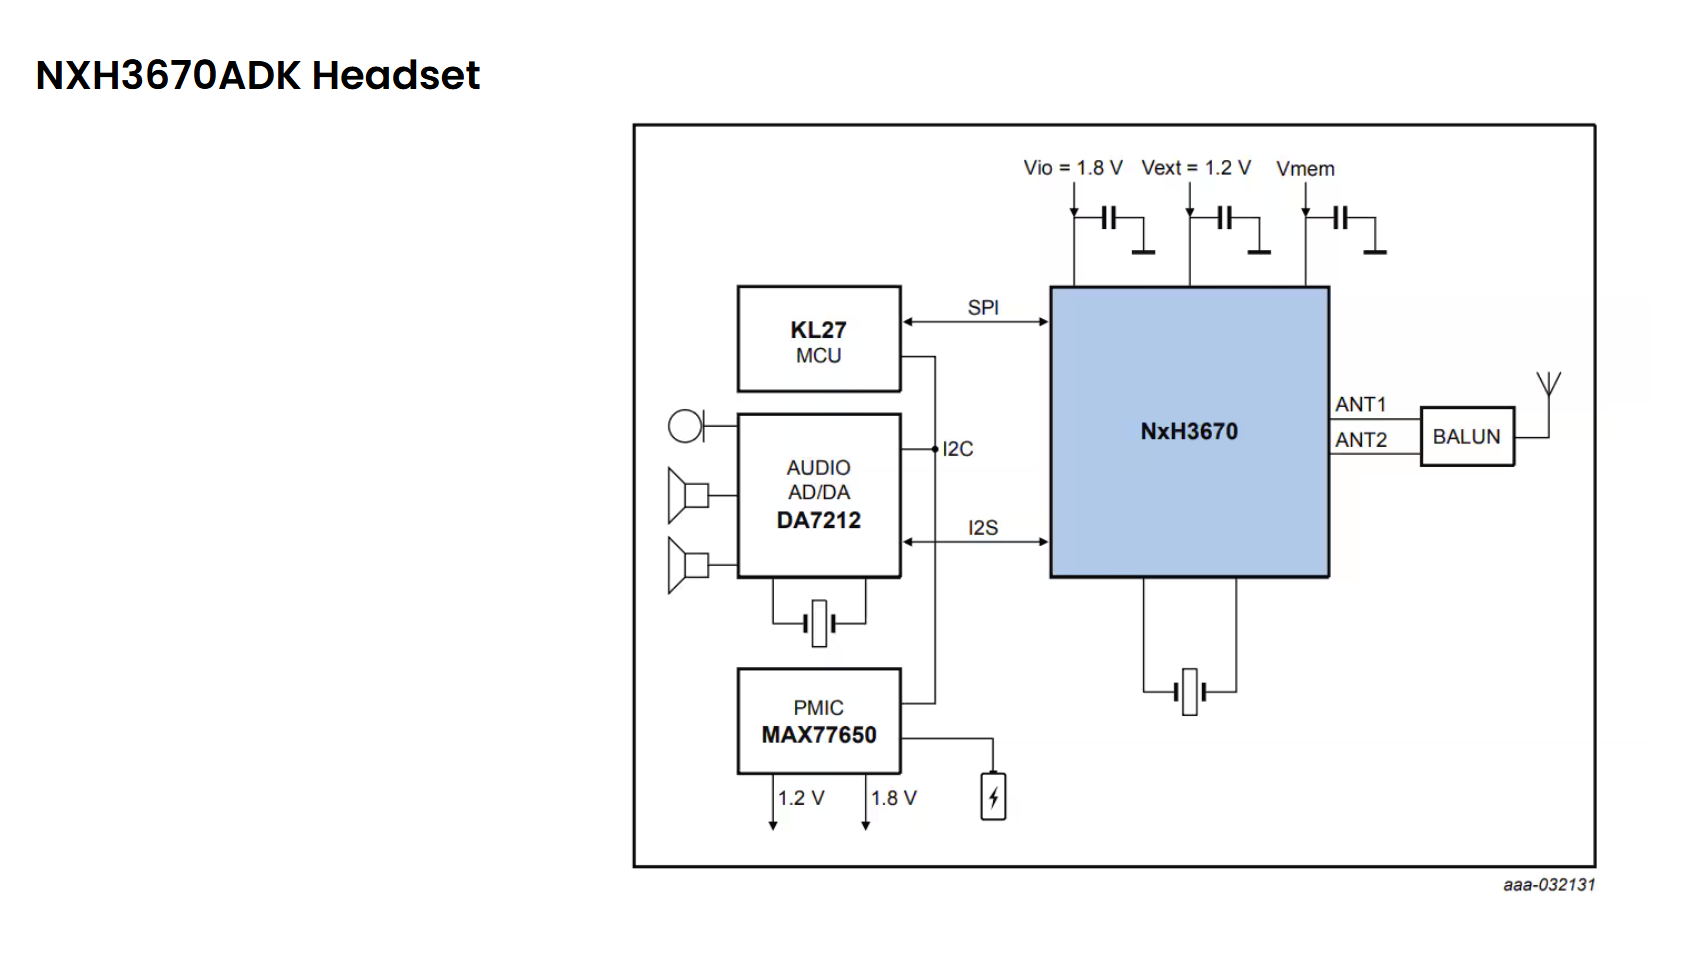 NXH3670ADK Headset
Vio = 1.8 V
Vext = 1.2 V
Vmem
KL27
MCU
SPI
NxH3670
ANT1
ANT2
BALUN
AUDIO
AD/DA
DA7212
I2C
I2S
PMIC
MAX77650
1.2 V
1.8 V
aaa-032131